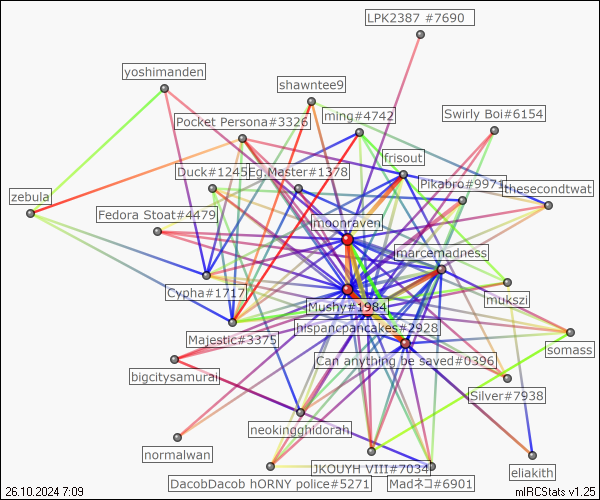 LPK2387 #7690
yoshimanden
shawntee9
Pocket Persona#3326
ming#4742
Swirly Boi#6154
frisout
Duck#1245
Eg.Master#1378
Pikabro#9971
thesecondtwat
zebula
Fedora Stoat#4479
moonraven
marcemadness
Cypha#1717
Mushy#1984
mukszi
hispancpancakes#2928
Majestic#3375
somass
Can anything be saved#0396
bigcitysamurai
Silver#7938
neokingghidorah
normalwan
JKOUYH VIII#7034
eliakith
DacobDacob hORNY police#5271
Madネコ#6901
26.10.2024 7:09
mIRCStats v1.25